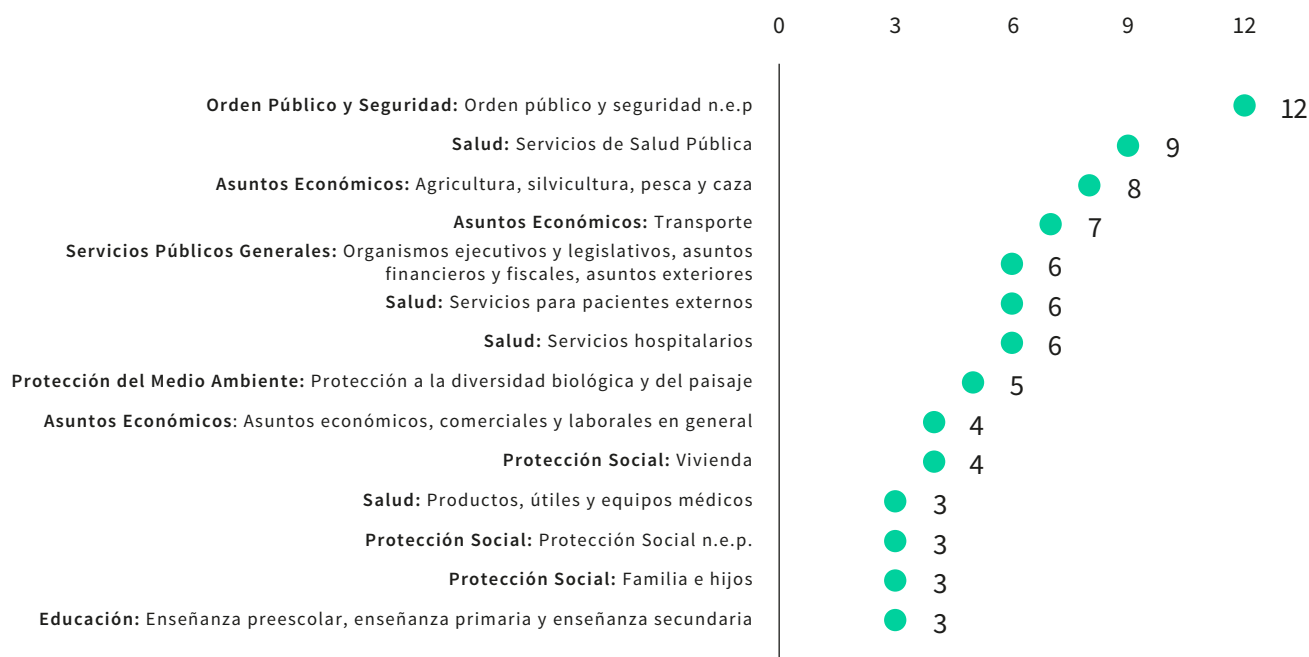 0 3 6 9 12
Orden Público y Seguridad: Orden público y seguridad n.e.p 12
Salud: Servicios de Salud Pública 9
Asuntos Económicos: Agricultura, silvicultura, pesca y caza 8
Asuntos Económicos: Transporte 7
Servicios Públicos Generales: Organismos ejecutivos y legislativos, asuntos
financieros y fiscales, asuntos exteriores 6
Salud: Servicios para pacientes externos 6
Salud: Servicios hospitalarios 6
Protección del Medio Ambiente: Protección a la diversidad biológica y del paisaje 5
Asuntos Económicos: Asuntos económicos, comerciales y laborales en general 4
Protección Social: Vivienda 4
Salud: Productos, útiles y equipos médicos 3
Protección Social: Protección Social n.e.p. 3
Protección Social: Familia e hijos 3
Educación: Enseñanza preescolar, enseñanza primaria y enseñanza secundaria 3